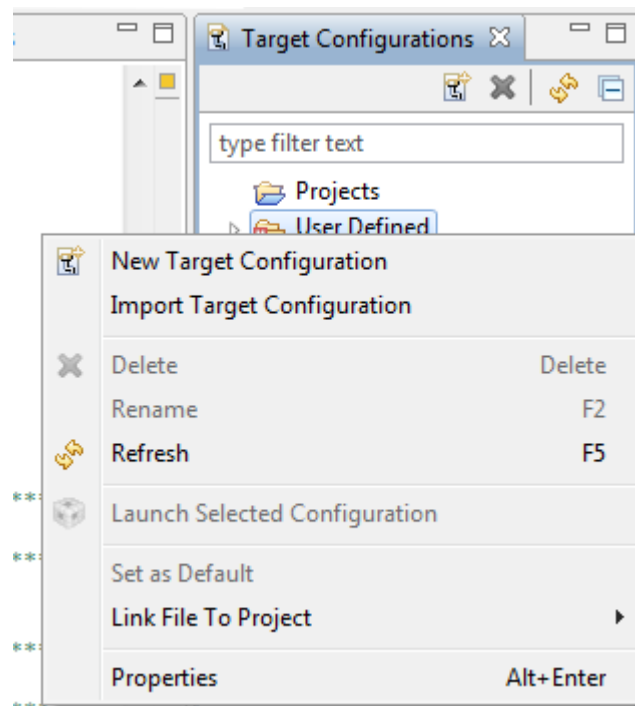 Target Configurations
type filter text
Projects
User Defined
New Target Configuration
Import Target Configuration
Delete Delete
Rename F2
Refresh F5
***
Launch Selected Configuration
***
Set as Default
Link File To Project
***
Properties Alt+Enter
***